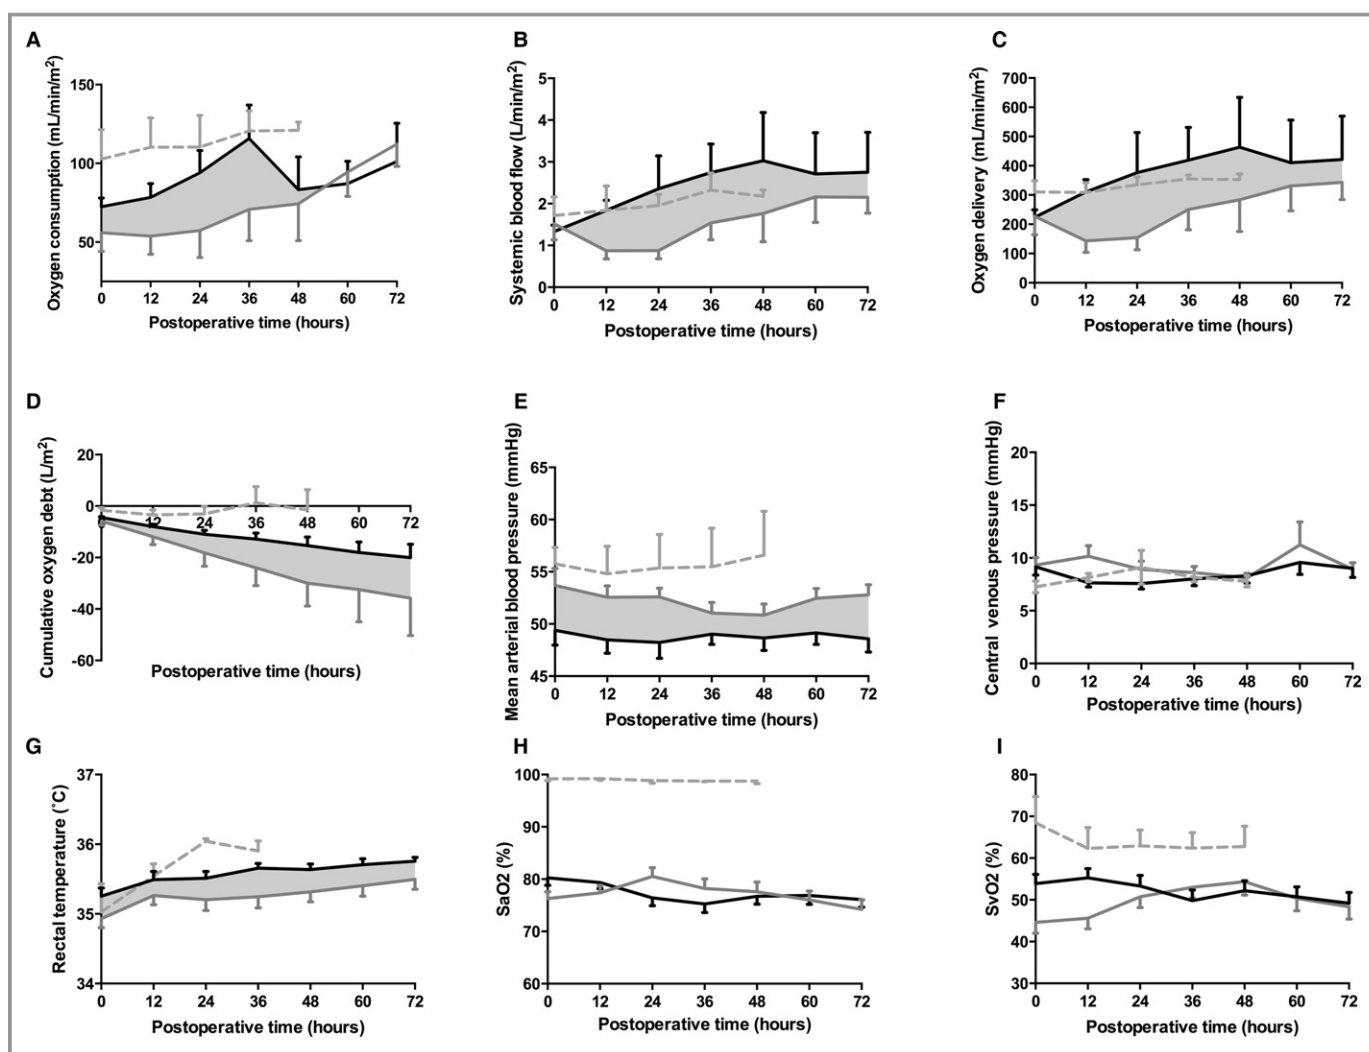 A
Oxygen consumption (mL/min/m²)
150
100
50
0 12 24 36 48 60 72
Postoperative time (hours)
B
Systemic blood flow (L/min/m²)
5
4
3
2
1
0
0 12 24 36 48 60 72
Postoperative time (hours)
C
Oxygen delivery (mL/min/m²)
700
600
500
400
300
200
100
0
0 12 24 36 48 60 72
Postoperative time (hours)
D
Cumulative oxygen debt (L/m²)
20
0
-20
-40
-60
12 24 36 48 60 72
Postoperative time (hours)
E
Mean arterial blood pressure (mmHg)
65
60
55
50
45
0 12 24 36 48 60 72
Postoperative time (hours)
F
Central venous pressure (mmHg)
20
15
10
5
0
0 12 24 36 48 60 72
Postoperative time (hours)
G
Rectal temperature (˚C)
37
36
35
34
0 12 24 36 48 60 72
Postoperative time (hours)
H
SaO2 (%)
100
90
80
70
60
0 12 24 36 48 60 72
Postoperative time (hours)
I
SvO2 (%)
80
70
60
50
40
30
0 12 24 36 48 60 72
Postoperative time (hours)